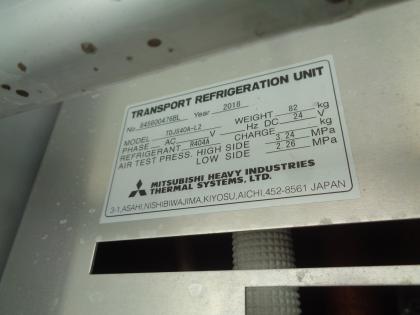 TRANSPORT REFRIGERATION UNIT
No. 845600476BL Year 2018
MODEL TDJS40A-L2 WEIGHT 82 kg
PHASE AC V Hz DC 24 V
REFRIGERANT R404A CHARGE kg
AIR TEST PRESS. HIGH SIDE 3.24 MPa
LOW SIDE 2.26 MPa
MITSUBISHI HEAVY INDUSTRIES
THERMAL SYSTEMS, LTD.
3-1, ASAHI, NISHIBIWAJIMA, KIYOSU, AICHI, 452-8561 JAPAN